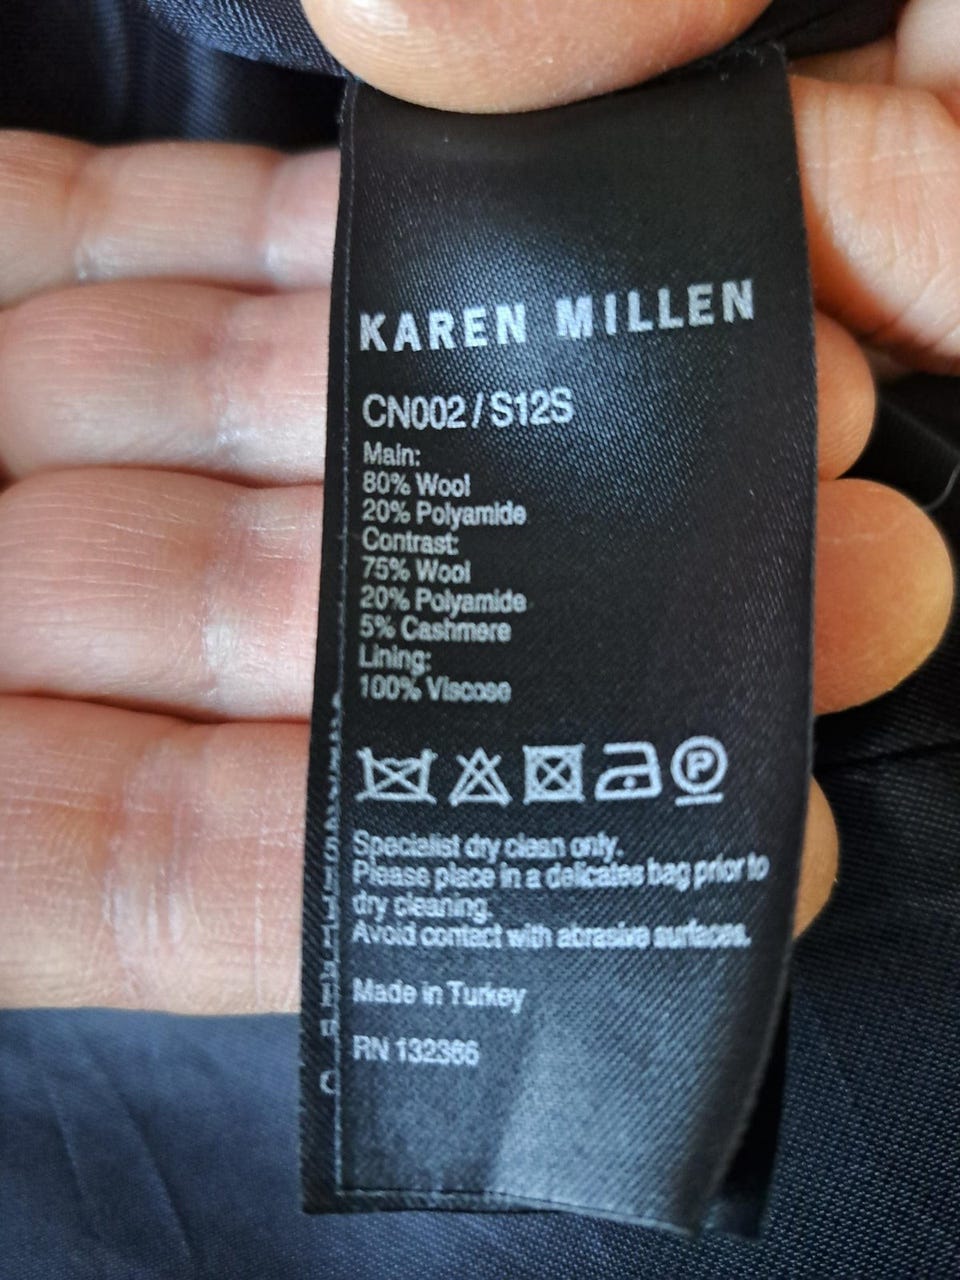 KAREN MILLEN
CN002 / S12S
Main:
80% Wool
20% Polyamide
Contrast:
75% Wool
20% Polyamide
5% Cashmere
Lining:
100% Viscose
P
Specialist dry clean only.
Please place in a delicates bag prior to
dry cleaning.
Avoid contact with abrasive surfaces.
Made in Turkey
RN 132366